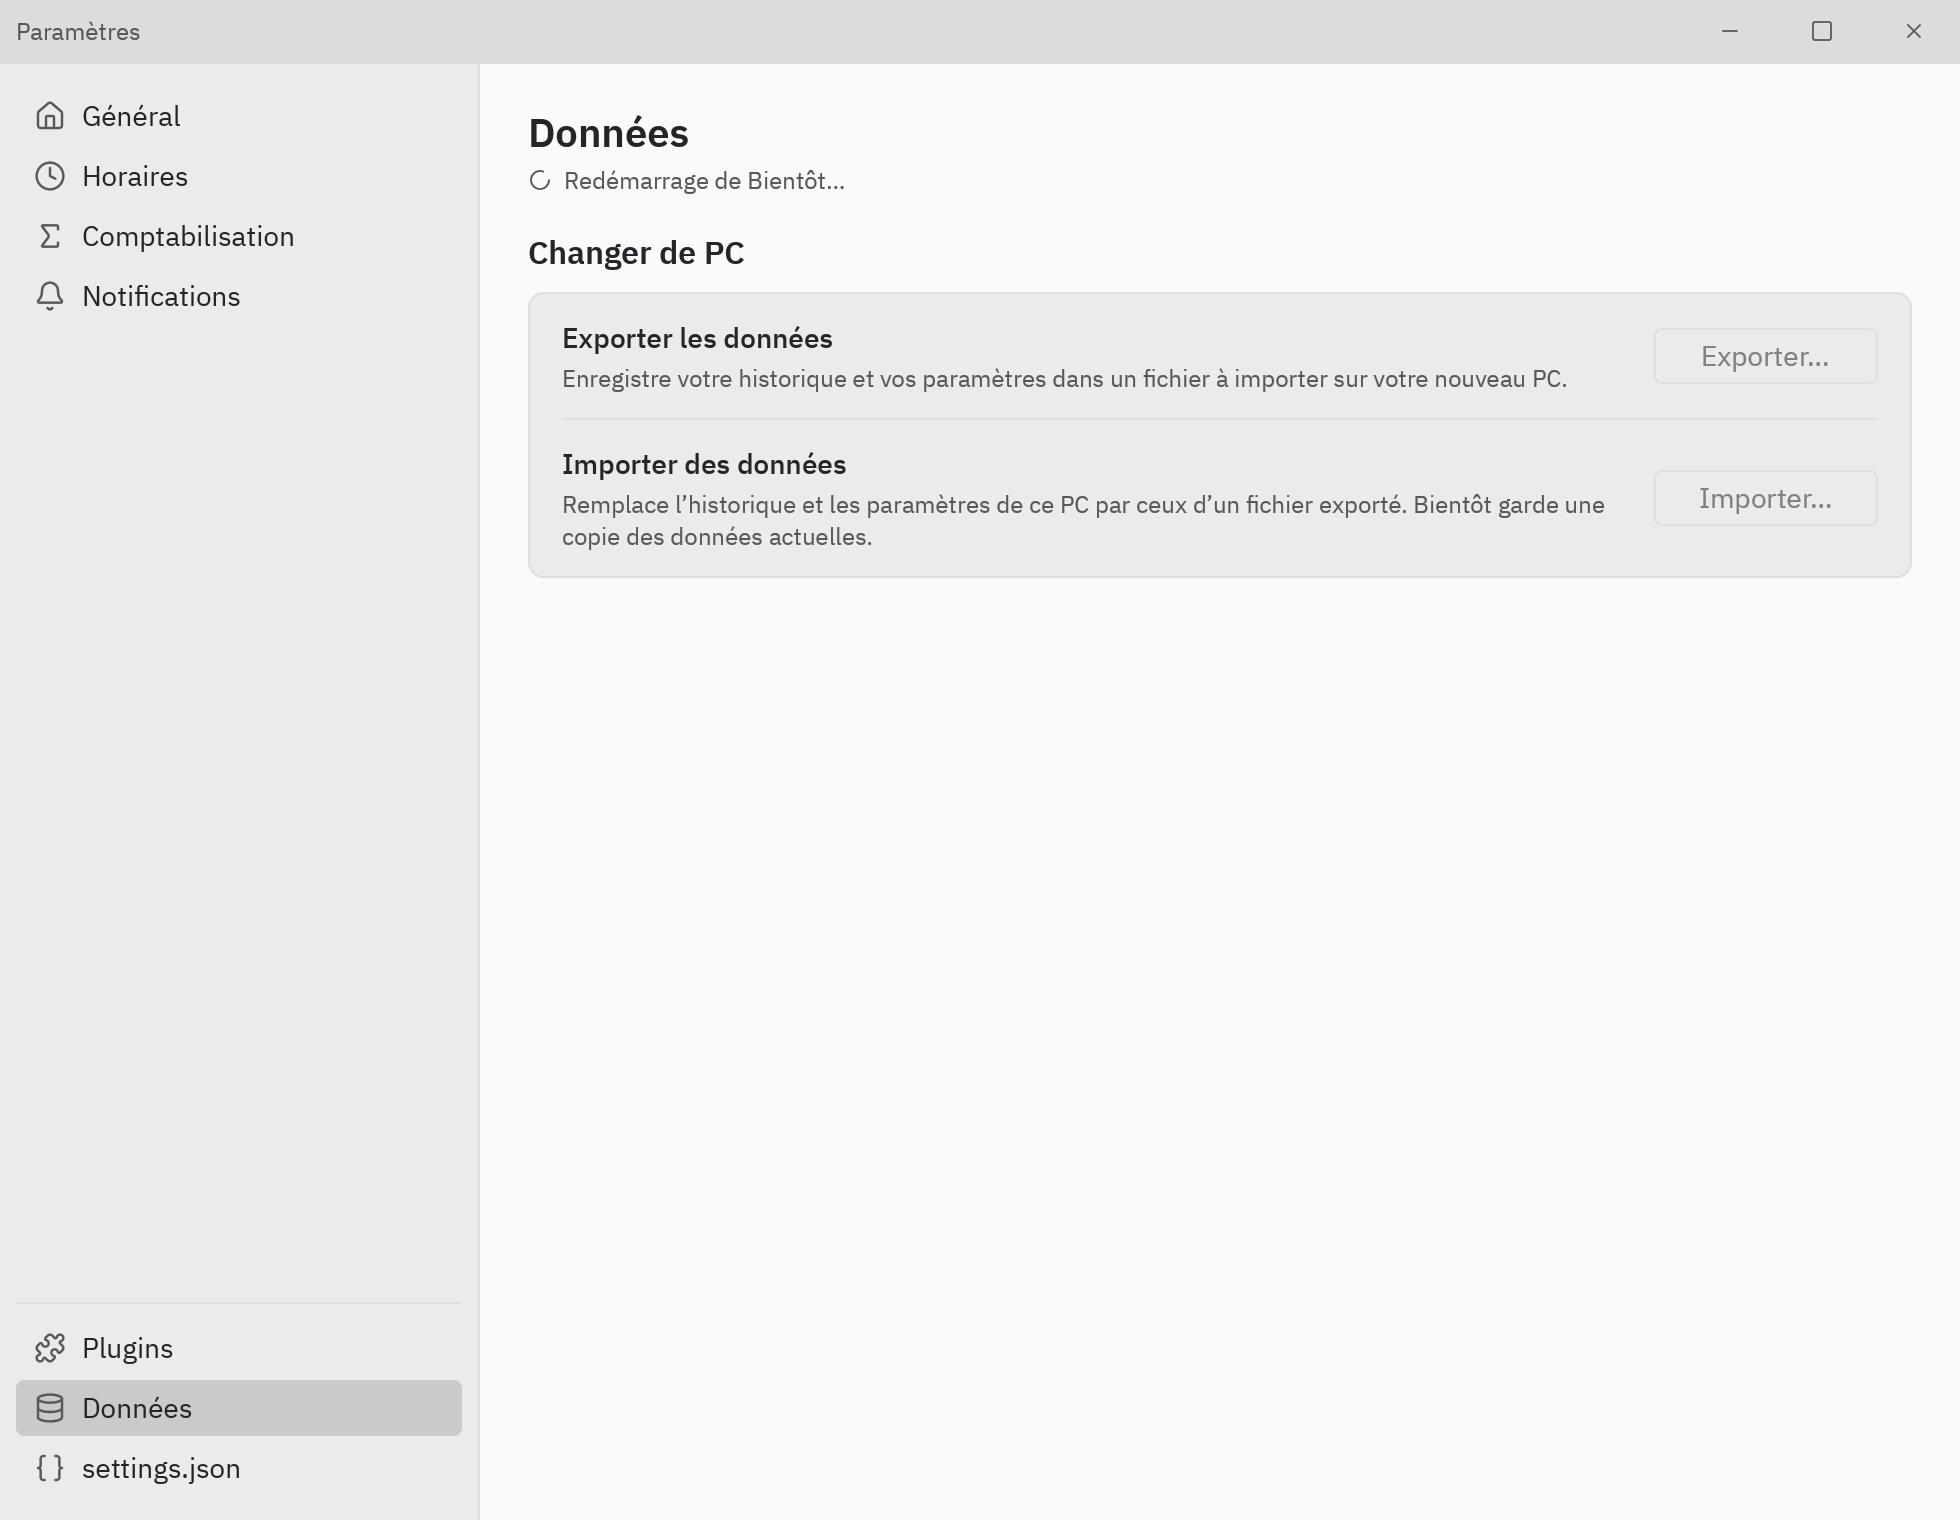 Paramètres
Général
Horaires
Comptabilisation
Notifications
Plugins
Données
settings.json
Données
Redémarrage de Bientôt…
Changer de PC
Exporter les données
Enregistre votre historique et vos paramètres dans un fichier à importer sur votre nouveau PC.
Exporter…
Importer des données
Remplace l’historique et les paramètres de ce PC par ceux d’un fichier exporté. Bientôt garde une
copie des données actuelles.
Importer…